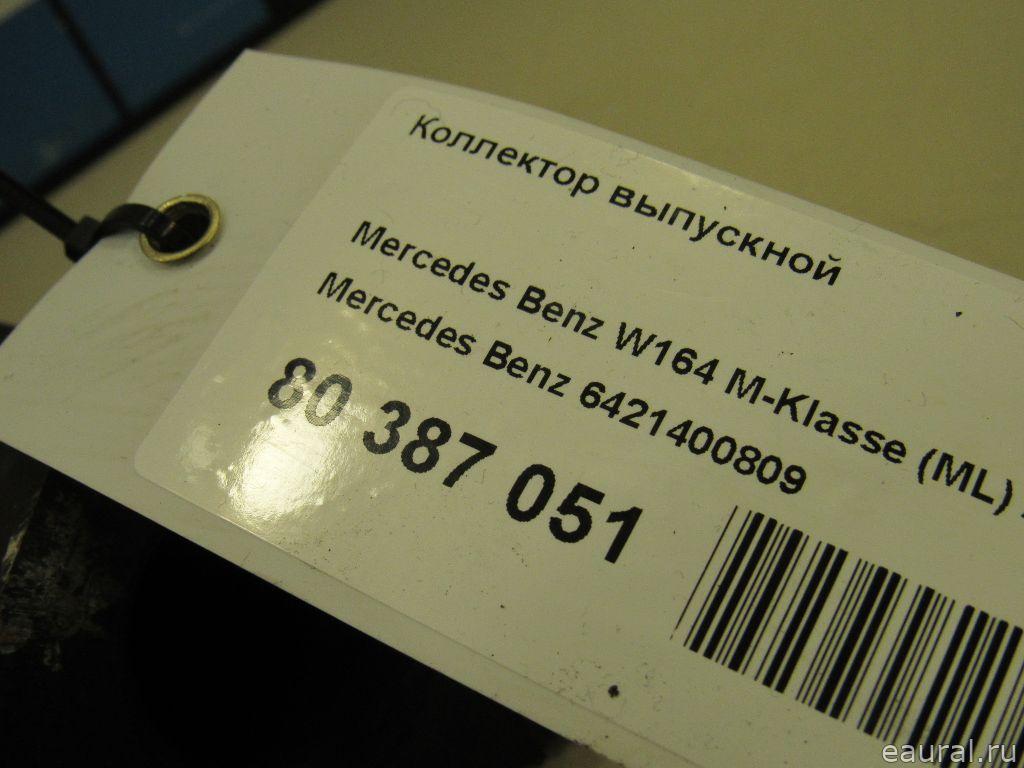 Коллектор выпускной
Mercedes Benz W164 M-Klasse (ML)
Mercedes Benz 6421400809
80 387 051
eaural.ru